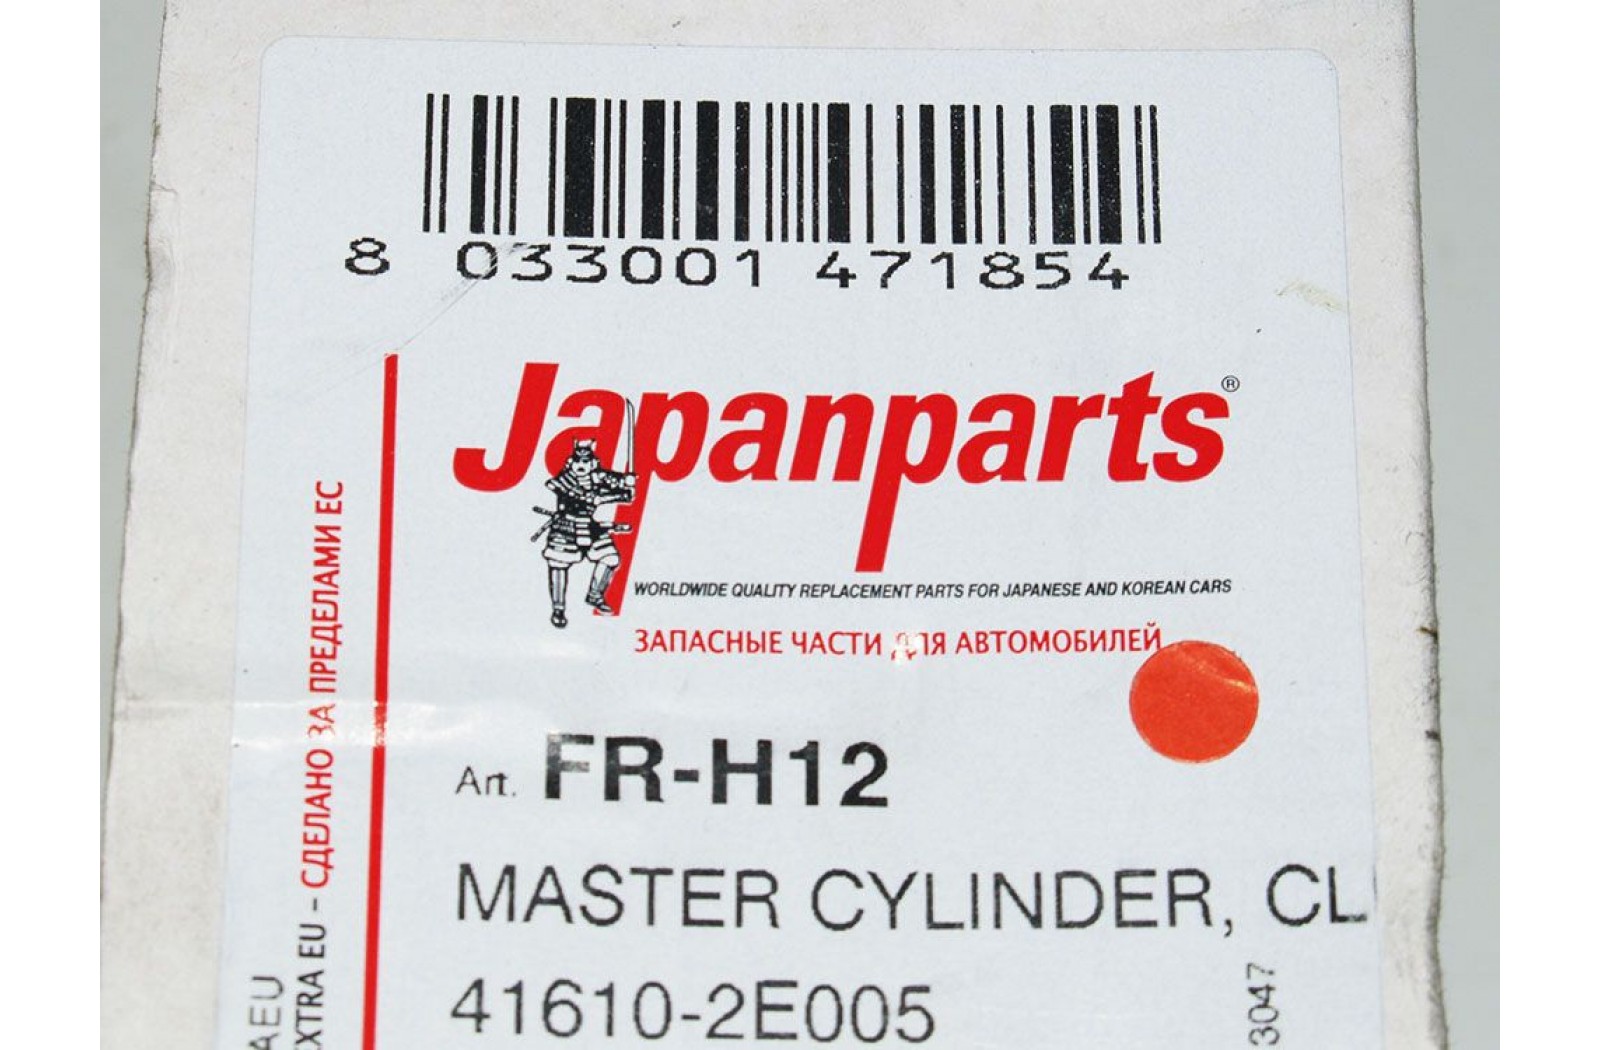 8 033001 471854
Japanparts®
WORLDWIDE QUALITY REPLACEMENT PARTS FOR JAPANESE AND KOREAN CARS
ЗАПАСНЫЕ ЧАСТИ ДЛЯ АВТОМОБИЛЕЙ
Art. FR-H12
MASTER CYLINDER, CL
41610-2E005
EXTRA EU - СДЕЛАНО ЗА ПРЕДЕЛАМИ ЕС
AEU
3047